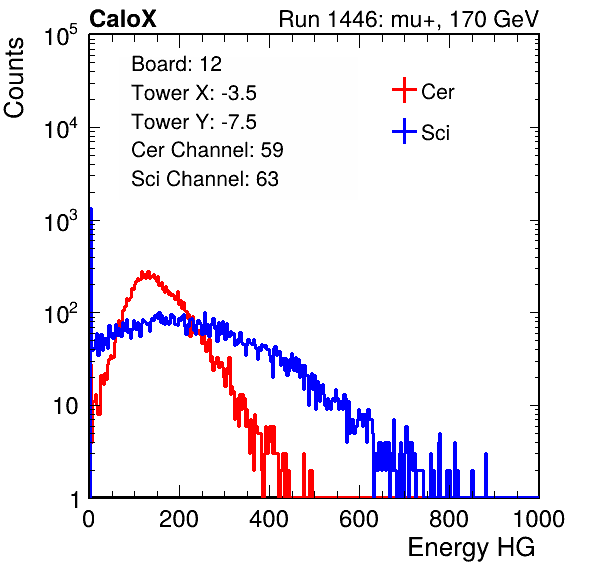 CaloX Run 1446: mu+, 170 GeV
Board: 12
Tower X: -3.5
Tower Y: -7.5
Cer Channel: 59
Sci Channel: 63
Cer
Sci
Counts
10^5
10^4
10^3
10^2
10
1
0 200 400 600 800 1000
Energy HG